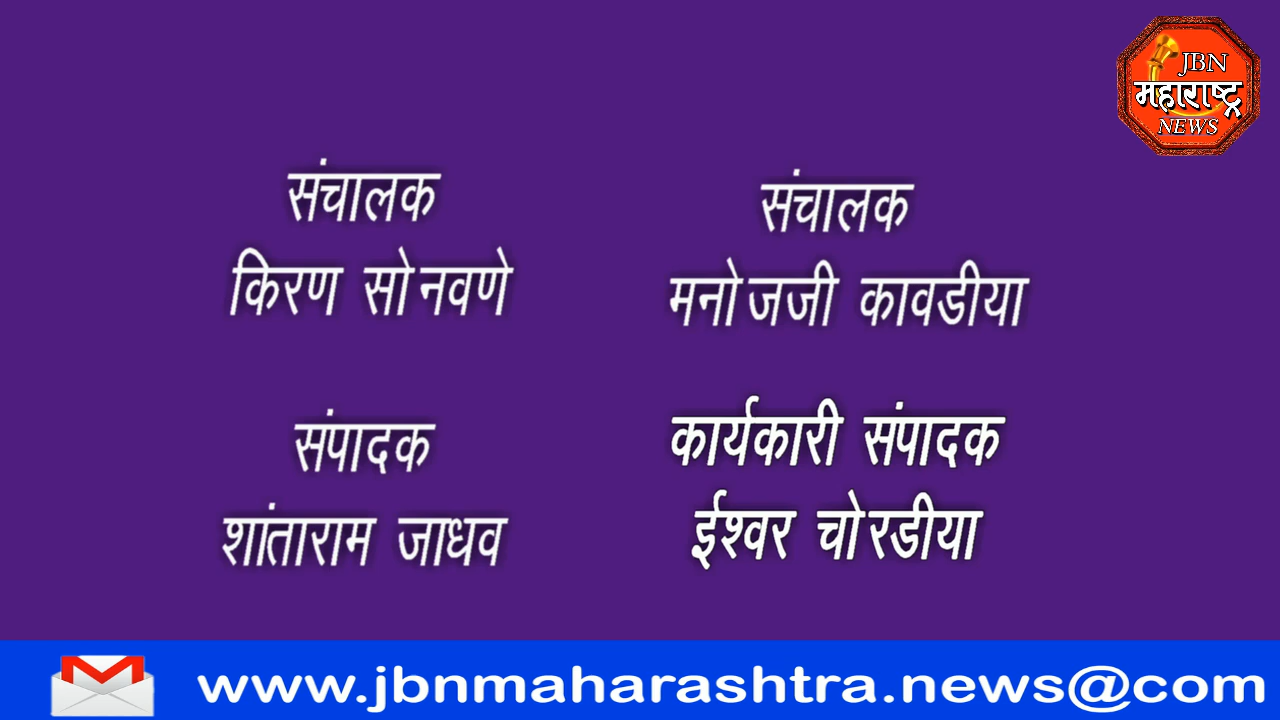 JBN
महाराष्ट्र
NEWS
संचालक
किरण सोनवणे
संचालक
मनोजजी कावडीया
संपादक
शांताराम जाधव
कार्यकारी संपादक
ईश्वर चोरडीया
www.jbnmaharashtra.news@com